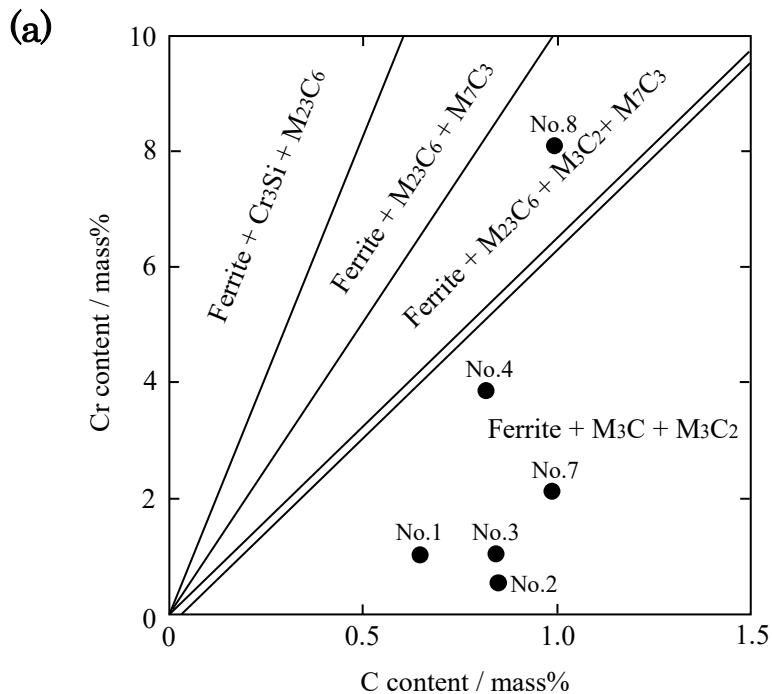 (a)
10
8
6
4
2
0
Cr content / mass%
Ferrite + Cr3Si + M23C6
Ferrite + M23C6 + M7C3
Ferrite + M23C6 + M3C2+ M7C3
No.8
No.4
Ferrite + M3C + M3C2
No.7
No.1
No.3
No.2
0
0.5
1.0
1.5
C content / mass%